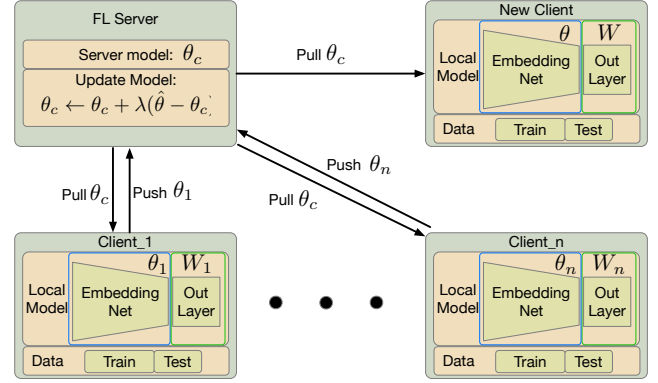 FL Server
Server model: θ_c
Update Model:
θ_c ← θ_c + λ(θ̂ − θ_c)
Pull θ_c
New Client
θ W
Local Model
Embedding Net
Out Layer
Data Train Test
Pull θ_c
Push θ_1
Push θ_n
Pull θ_c
Client_1
θ_1 W_1
Local Model
Embedding Net
Out Layer
Data Train Test
Client_n
θ_n W_n
Local Model
Embedding Net
Out Layer
Data Train Test